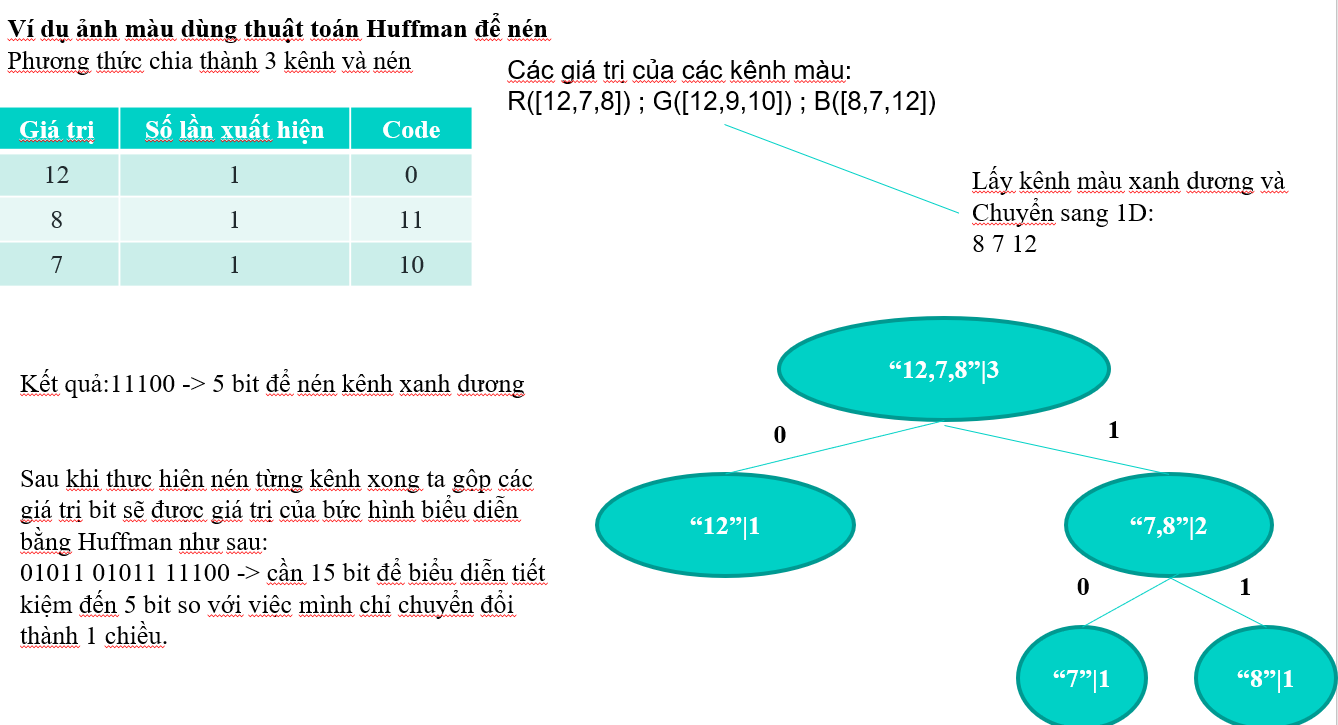 Ví dụ ảnh màu dùng thuật toán Huffman để nén
Phương thức chia thành 3 kênh và nén
Các giá trị của các kênh màu:
R([12,7,8]) ; G([12,9,10]) ; B([8,7,12])
Giá trị Số lần xuất hiện Code
12 1 0
8 1 11
7 1 10
Lấy kênh màu xanh dương và
Chuyển sang 1D:
8 7 12
Kết quả:11100 -> 5 bit để nén kênh xanh dương
Sau khi thực hiện nén từng kênh xong ta gộp các
giá trị bit sẽ được giá trị của bức hình biểu diễn
bằng Huffman như sau:
01011 01011 11100 -> cần 15 bit để biểu diễn tiết
kiệm đến 5 bit so với việc mình chỉ chuyển đổi
thành 1 chiều.
“12,7,8”|3
0 1
“12”|1 “7,8”|2
0 1
“7”|1 “8”|1